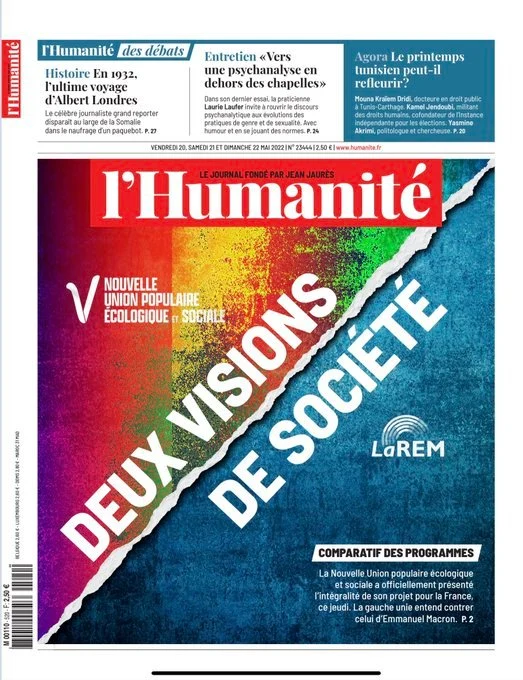 l'Humanité
l'Humanité des débats
Histoire En 1932,
l'ultime voyage
d'Albert Londres
Le célèbre journaliste grand reporter
disparaît au large de la Somalie
dans le naufrage d'un paquebot. P. 27
Entretien «Vers
une psychanalyse en
dehors des chapelles»
Dans son dernier essai, la praticienne
Laurie Laufer invite à rouvrir le discours
psychanalytique aux évolutions des
pratiques de genre et de sexualité. Avec
humour et en se jouant des normes. P. 24
Agora Le printemps
tunisien peut-il
refleurir?
Mouna Kraïem Dridi, docteure en droit public
à Tunis-Carthage. Kamel Jendoubi, militant
des droits humains, cofondateur de l'Instance
indépendante pour les élections. Yasmine
Akrimi, politologue et chercheuse. P. 20
VENDREDI 20, SAMEDI 21 ET DIMANCHE 22 MAI 2022 | N° 23444 | 2,50 € | www.humanite.fr
LE JOURNAL FONDÉ PAR JEAN JAURÈS
l'Humanité
V NOUVELLE
UNION POPULAIRE
ÉCOLOGIQUE ET SOCIALE
DEUX VISIONS
DE SOCIÉTÉ
LaREM
COMPARATIF DES PROGRAMMES
La Nouvelle Union populaire écologique
et sociale a officiellement présenté
l'intégralité de son projet pour la France,
ce jeudi. La gauche unie entend contrer
celui d'Emmanuel Macron. P. 2
M 00110 - 520 - F: 2,50 €